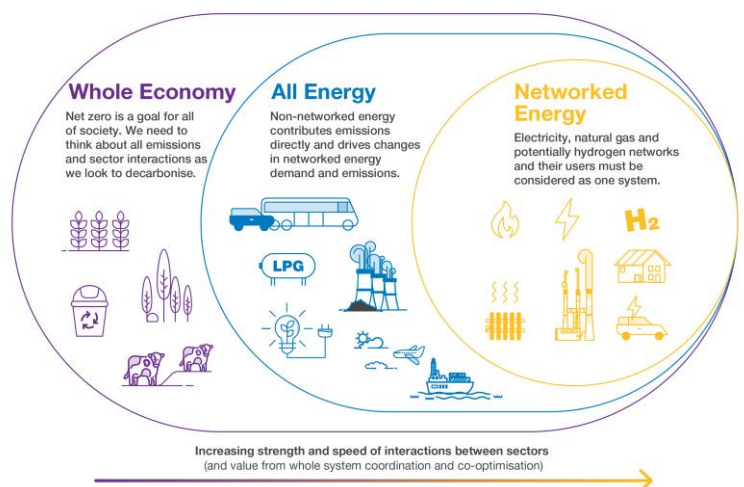 Whole Economy
Net zero is a goal for all
of society. We need to
think about all emissions
and sector interactions as
we look to decarbonise.
All Energy
Non-networked energy
contributes emissions
directly and drives changes
in networked energy
demand and emissions.
Networked
Energy
Electricity, natural gas and
potentially hydrogen networks
and their users must be
considered as one system.
H2
LPG
Increasing strength and speed of interactions between sectors
(and value from whole system coordination and co-optimisation)